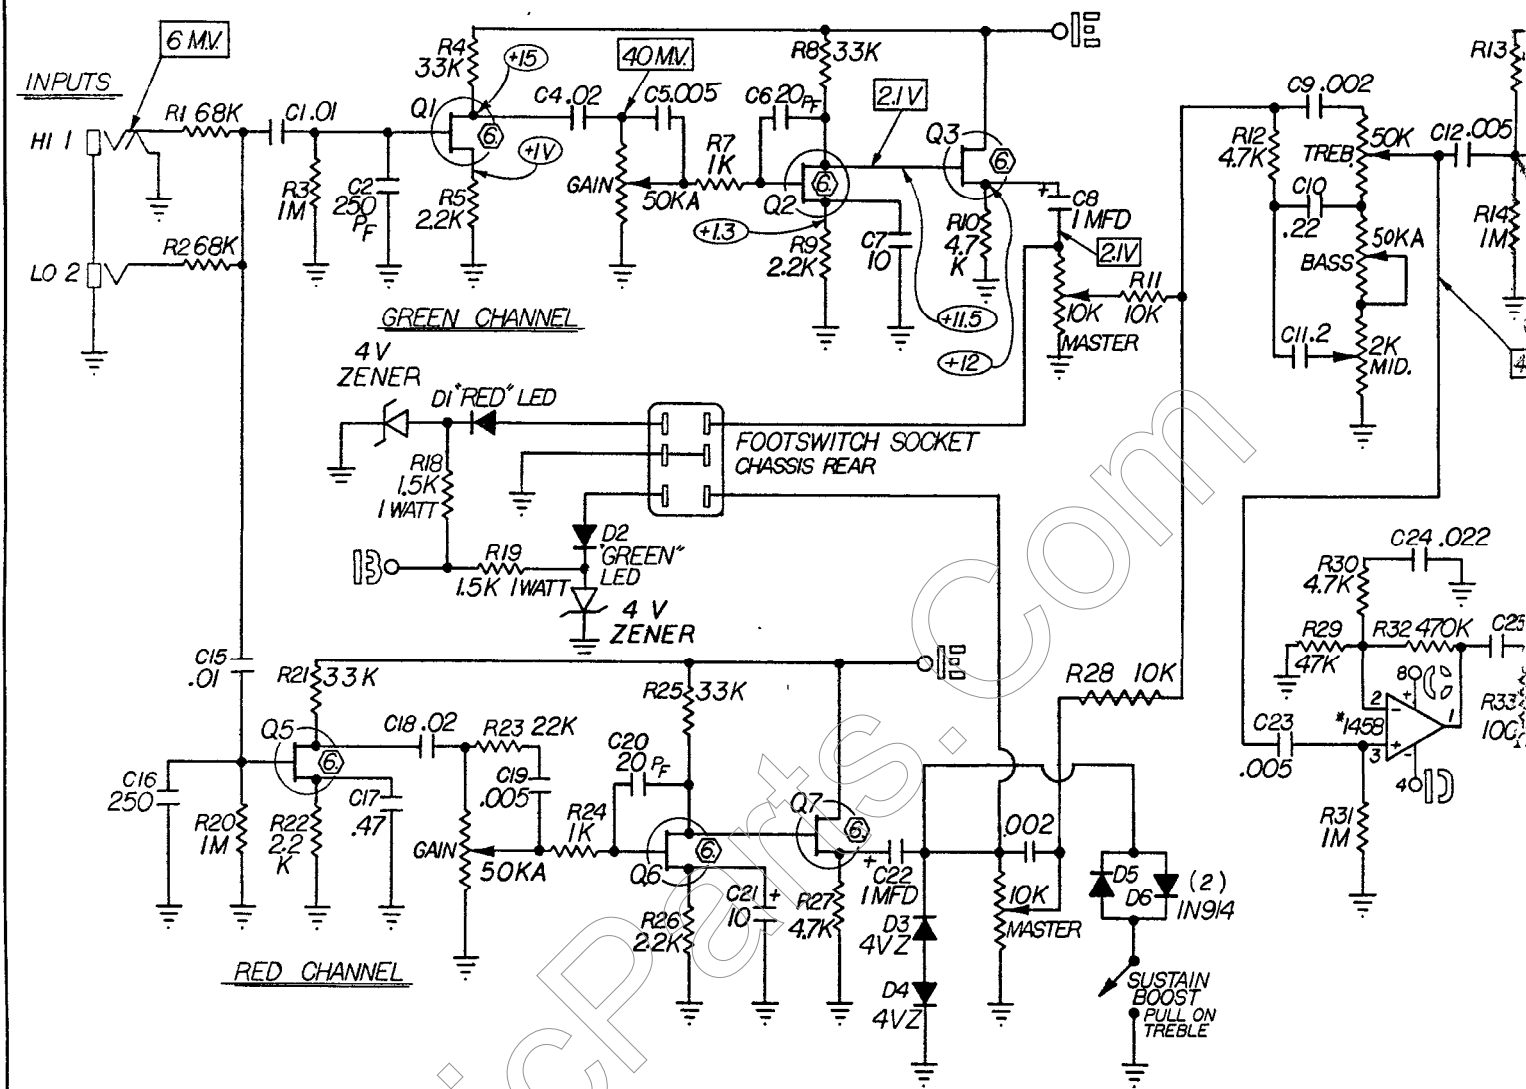 6 M.V.
INPUTS
HI 1
LO 2
R1 68K
R2 68K
C1 .01
R3
1M
C2
250
PF
Q1
6.
R4
33K
+15
+1V
R5
2.2K
C4 .02
40 M.V.
C5 .005
GAIN
50KA
R7
1K
C6 20 PF
R8 33K
Q2
6.
+1.3
R9
2.2K
C7
10
2.1V
Q3
6.
R10
4.7
K
+
C8
1 MFD
2.1V
+11.5
+12
10K
MASTER
R11
10K
E
GREEN CHANNEL
R12
4.7K
C9 .002
50K
TREB.
C10
.22
50KA
BASS
C11 .2
2K
MID.
C12 .005
R13
R14
1M
4
4 V
ZENER
D1 "RED" LED
R18
1.5K
1 WATT
FOOTSWITCH SOCKET
CHASSIS REAR
B
R19
1.5K 1 WATT
D2
"GREEN"
LED
4 V
ZENER
C24 .022
R30
4.7K
R29
47K
R32 470K
C25
R33
8
C
+
2
-
*1458
1
+
3
-
4
D
C23
.005
R31
1M
C15
.01
R21 33K
Q5
6.
C16
250
R20
1M
R22
2.2
K
C17
.47
C18 .02
R23 22K
C19
.005
GAIN
50KA
R24
1K
C20
20 PF
R25 33K
Q6
6.
R26
2.2K
C21
10
+
Q7
6.
R27
4.7K
+
C22
1MFD
E
R28 10K
.002
10K
MASTER
D3
4VZ
D4
4VZ
D5
D6
(2)
1N914
SUSTAIN
BOOST
PULL ON
TREBLE
RED CHANNEL
icParts.Com